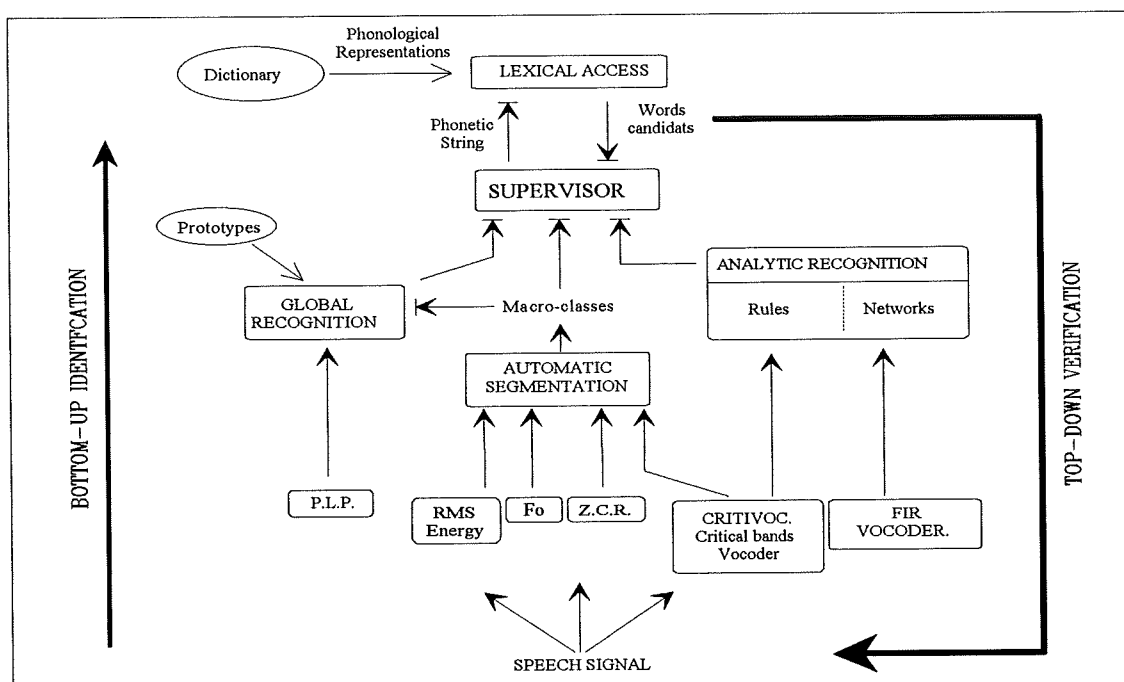 Phonological
Representations
Dictionary
LEXICAL ACCESS
Phonetic
String
Words
candidats
SUPERVISOR
Prototypes
ANALYTIC RECOGNITION
Rules
Networks
GLOBAL
RECOGNITION
Macro-classes
AUTOMATIC
SEGMENTATION
BOTTOM-UP IDENTFCATION
TOP-DOWN VERIFICATION
P.L.P.
RMS
Energy
Fo
Z.C.R.
CRITIVOC.
Critical bands
Vocoder
FIR
VOCODER.
SPEECH SIGNAL